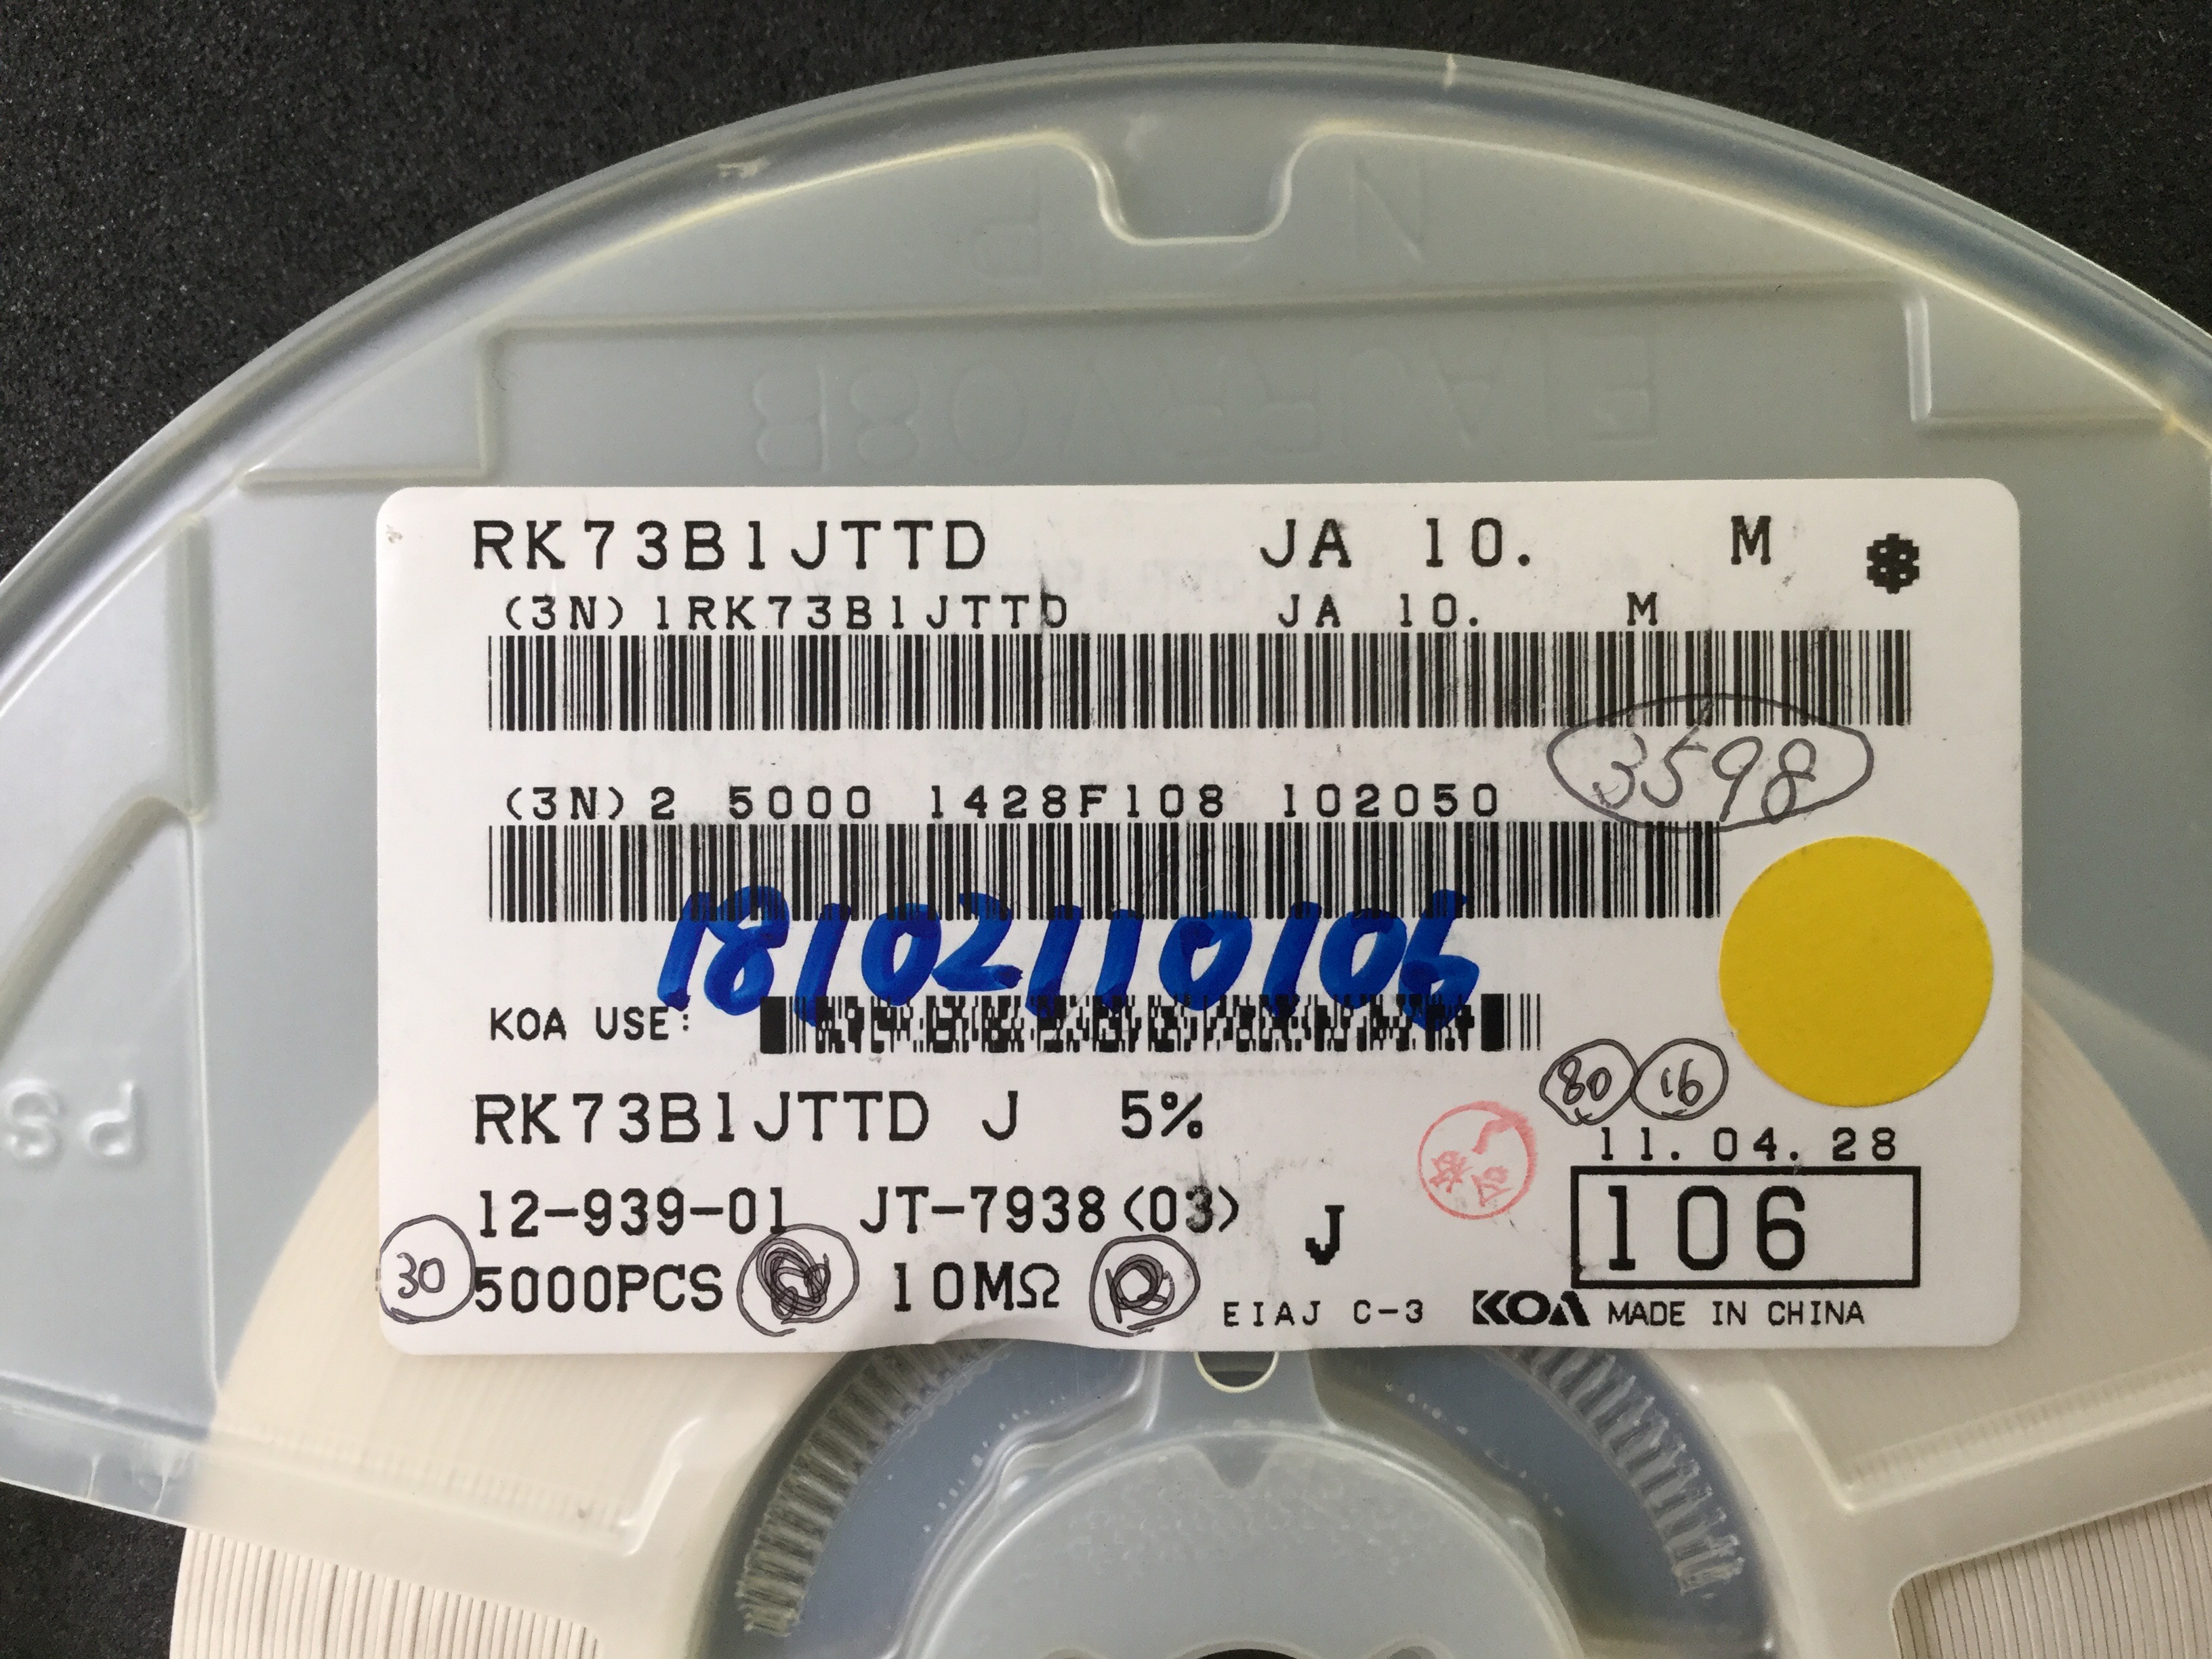 N P
EIAJRRM08B
RK73B1JTTD JA 10. M
(3N)1RK73B1JTTD JA 10. M
3598
(3N)2 5000 1428F108 102050
18102110106
KOA USE:
80 16
RK73B1JTTD J 5%
11.04.28
PS
12-939-01 JT-7938(03) J 106
30 5000PCS 10MΩ EIAJ C-3 KOA MADE IN CHINA